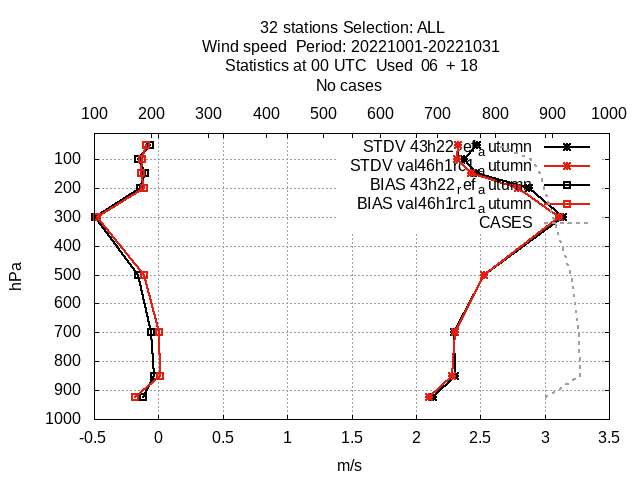 32 stations Selection: ALL
Wind speed  Period: 20221001-20221031
Statistics at 00 UTC  Used  06  + 18
No cases
100 200 300 400 500 600 700 800 900 1000
STDV 43h22_ref_autumn
STDV val46h1rc1_autumn
BIAS 43h22_ref_autumn
BIAS val46h1rc1_autumn
CASES
100
200
300
400
500
600
700
800
900
1000
hPa
-0.5 0 0.5 1 1.5 2 2.5 3 3.5
m/s